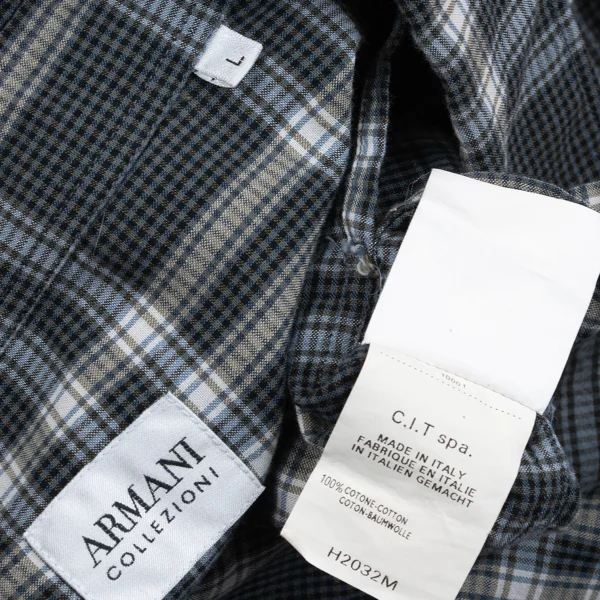 L
ARMANI
COLLEZIONI
C.I.T spa.
MADE IN ITALY
FABRIQUE EN ITALIE
IN ITALIEN GEMACHT
100% COTONE-COTTON
COTON-BAUMWOLLE
H2032M